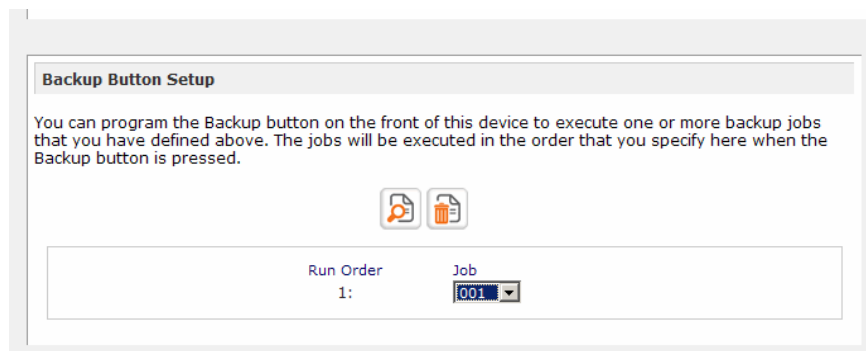 Backup Button Setup
You can program the Backup button on the front of this device to execute one or more backup jobs
that you have defined above. The jobs will be executed in the order that you specify here when the
Backup button is pressed.
Run Order Job
1: 001